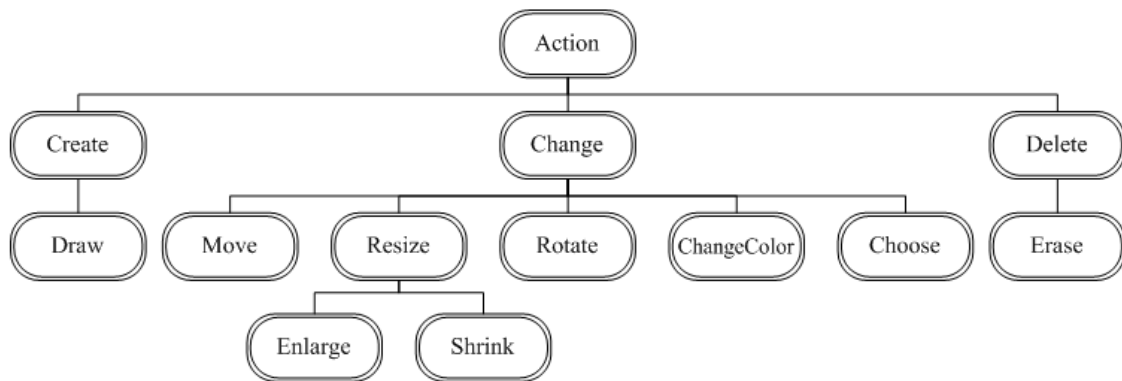 Action
Create
Change
Delete
Draw
Move
Resize
Rotate
ChangeColor
Choose
Erase
Enlarge
Shrink